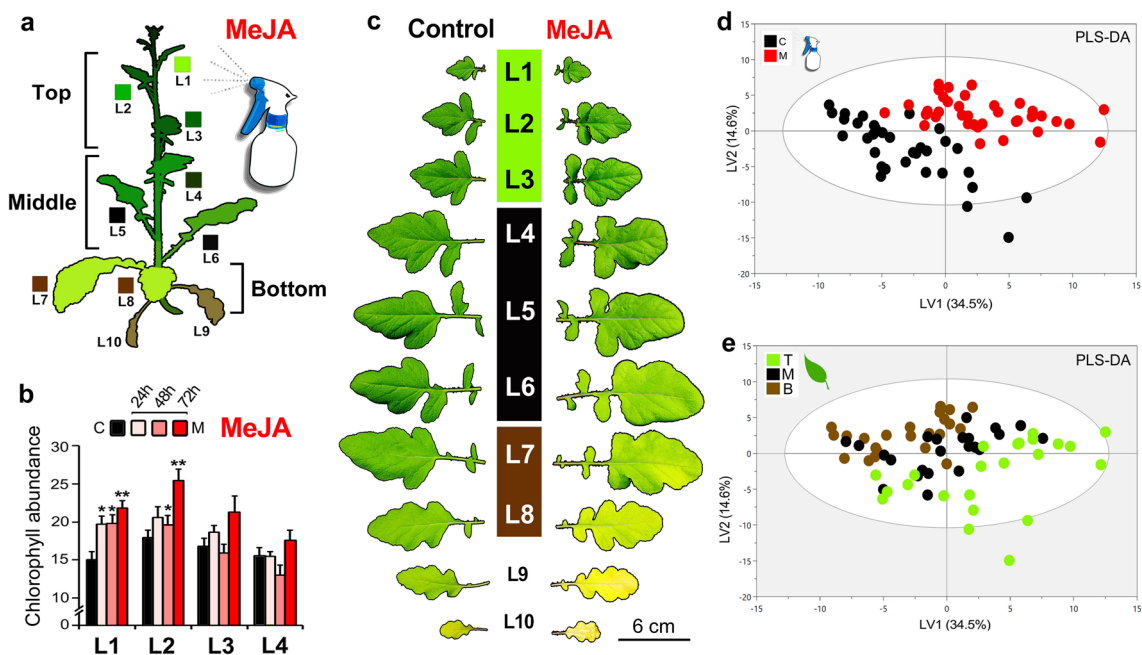 a
MeJA
Top
L1
L2
L3
Middle
L4
L5
L6
Bottom
L7
L8
L9
L10
b
24h
48h
72h
C
M
MeJA
Chlorophyll abundance
30
25
20
15
10
0
**
**
*
*
*
**
L1
L2
L3
L4
c
Control
MeJA
L1
L2
L3
L4
L5
L6
L7
L8
L9
L10
6 cm
d
PLS-DA
C
M
LV2 (14.6%)
15
10
5
0
-5
-10
-15
-20
-15
-10
-5
0
5
10
15
LV1 (34.5%)
e
PLS-DA
T
M
B
LV2 (14.6%)
15
10
5
0
-5
-10
-15
-20
-15
-10
-5
0
5
10
15
LV1 (34.5%)